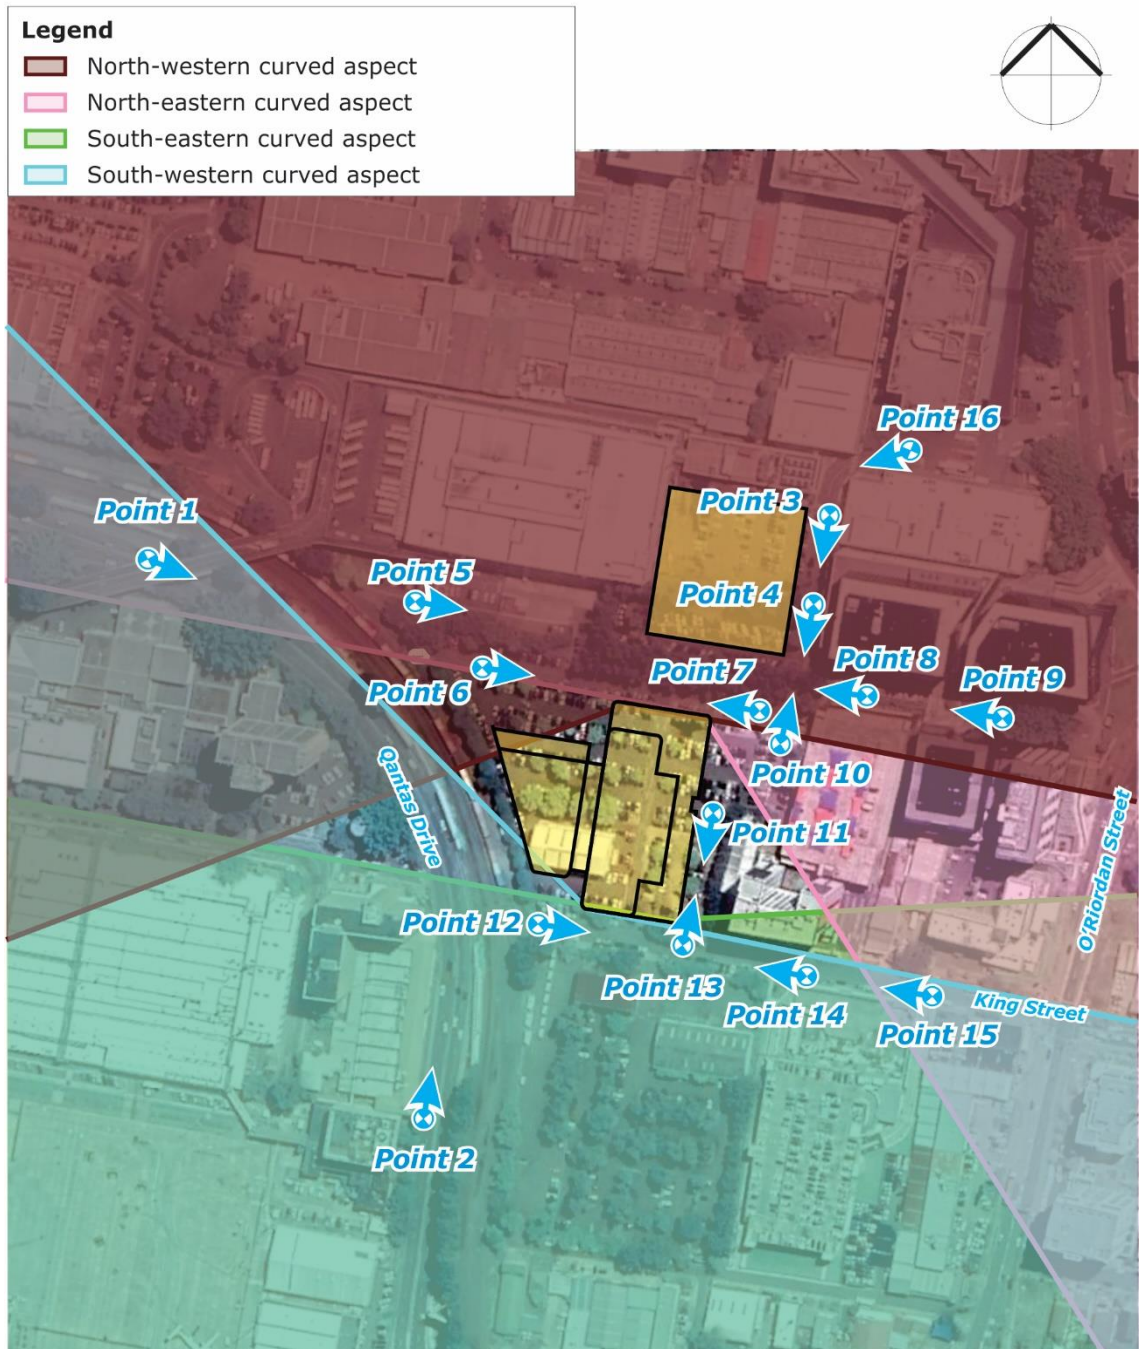 Legend
North-western curved aspect
North-eastern curved aspect
South-eastern curved aspect
South-western curved aspect
Point 16
Point 3
Point 1
Point 5
Point 4
Point 7
Point 8
Point 6
Point 9
Point 10
Qantas Drive
Point 11
O'Riordan Street
Point 12
Point 13
Point 14
King Street
Point 15
Point 2